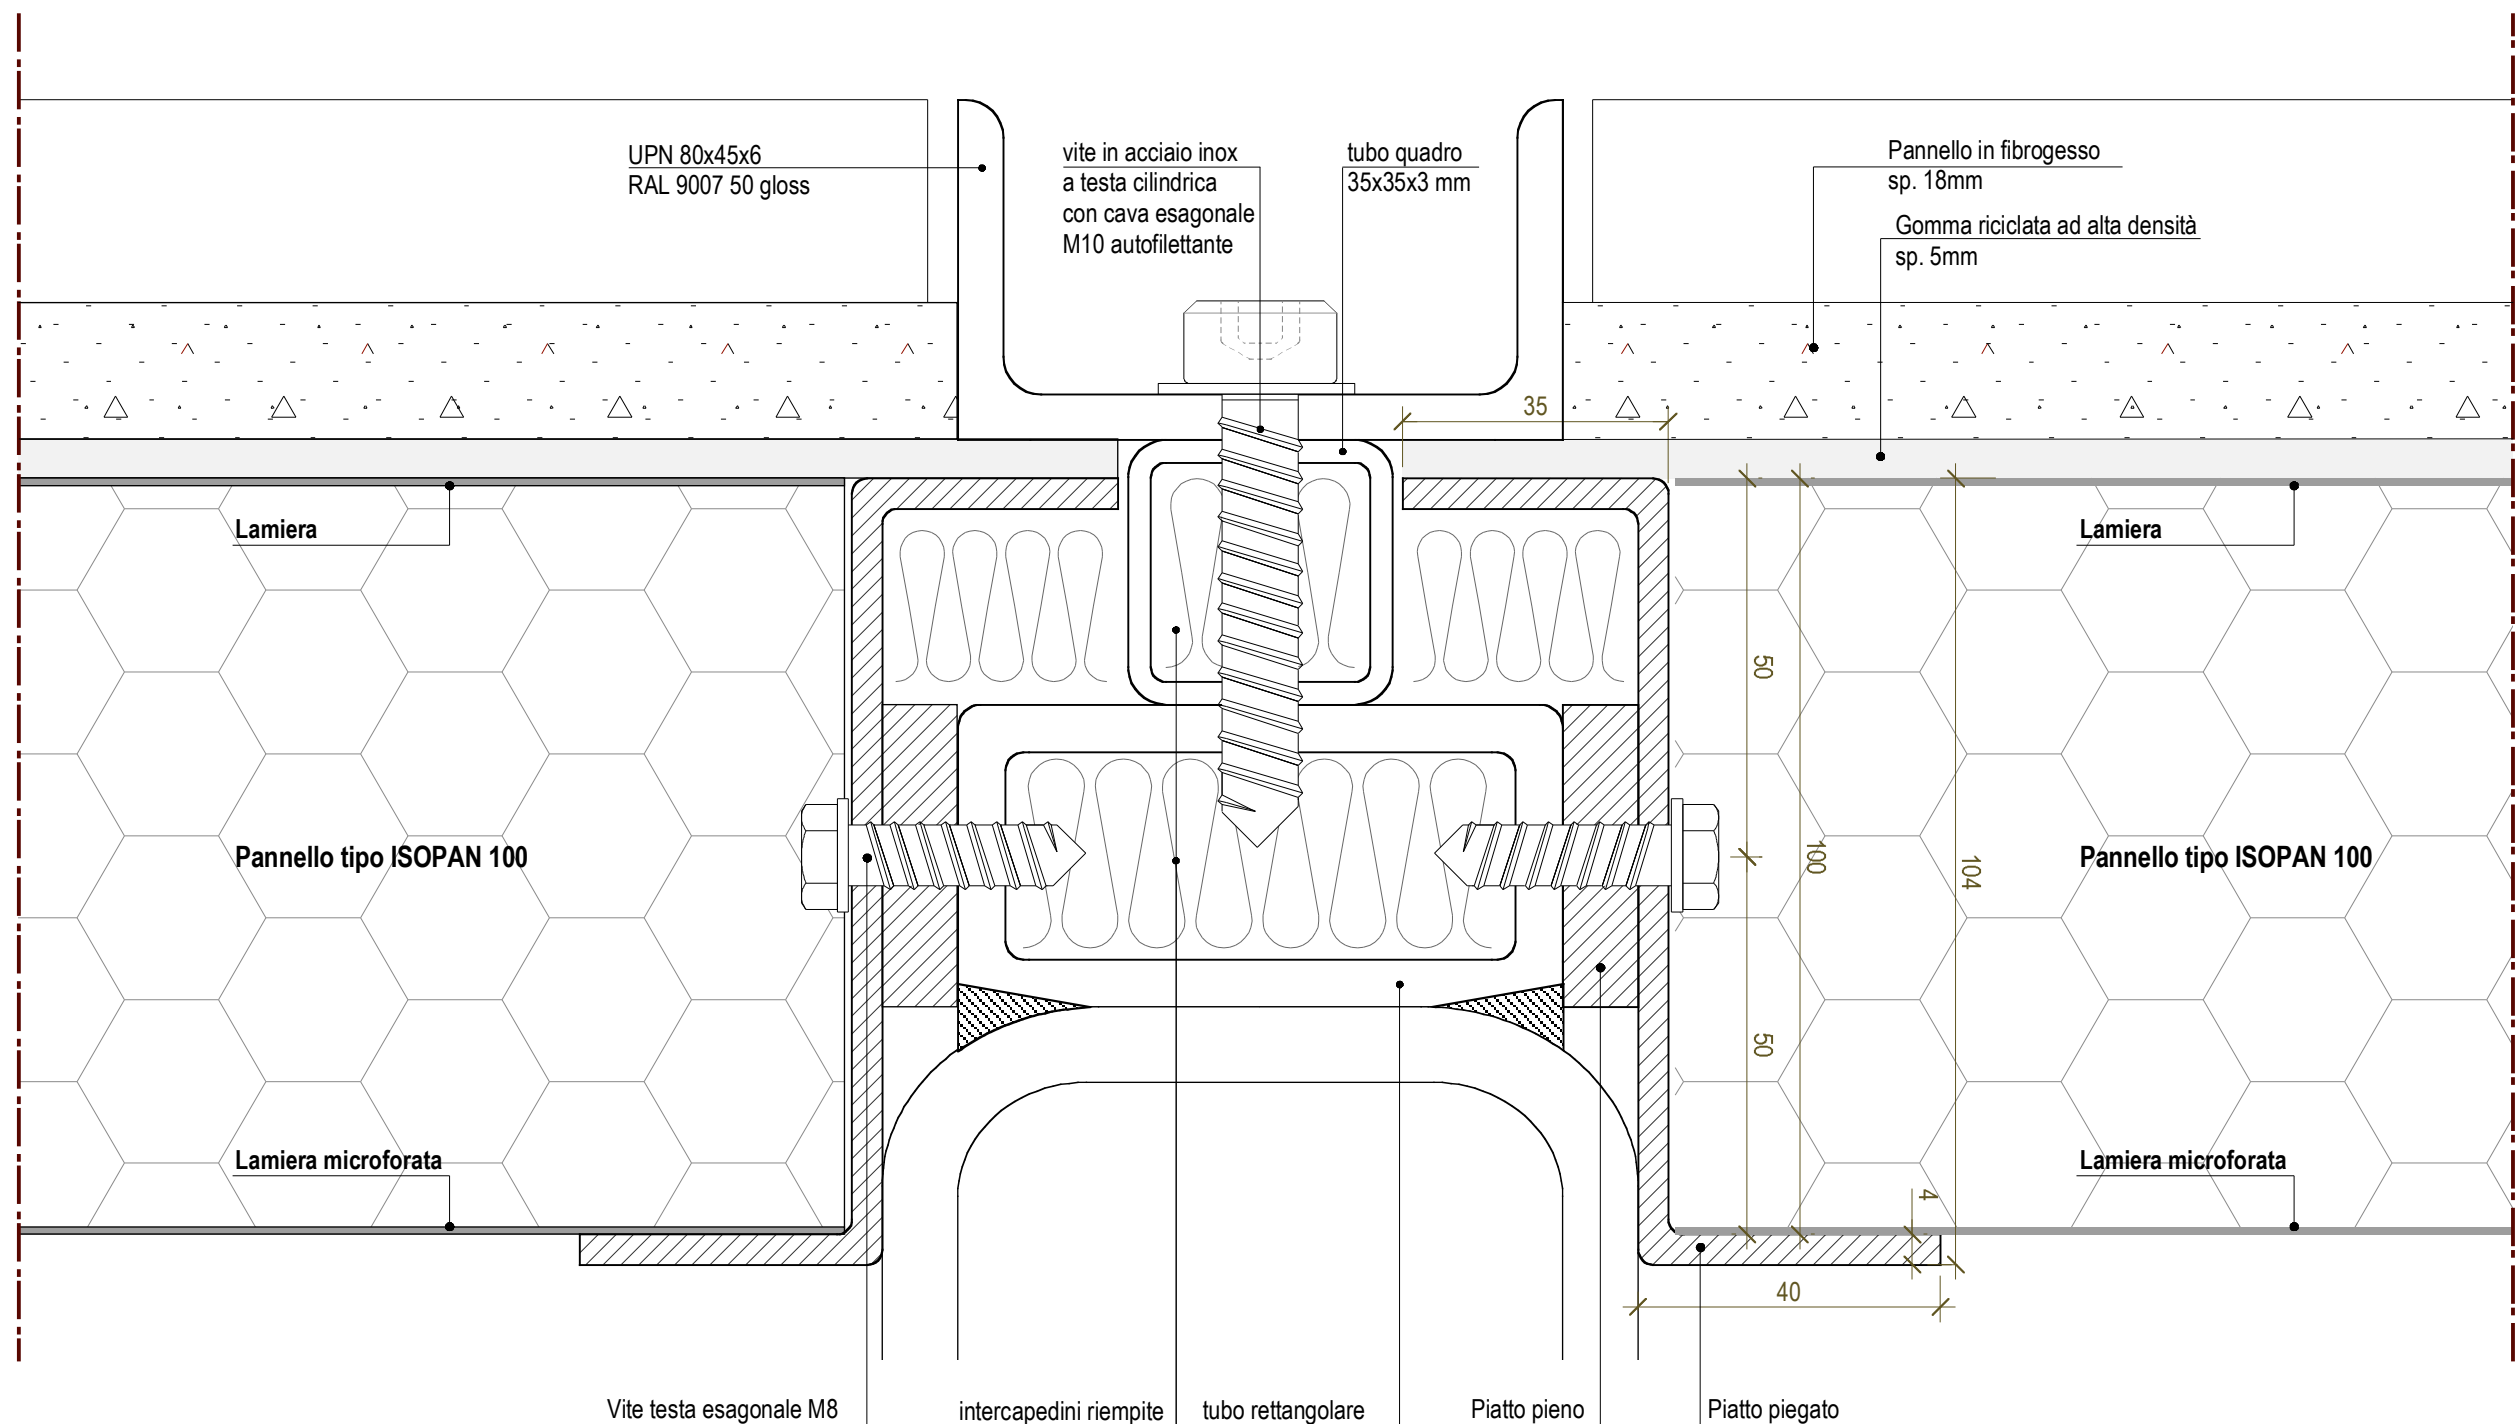 UPN 80x45x6
RAL 9007 50 gloss
vite in acciaio inox
a testa cilindrica
con cava esagonale
M10 autofilettante
tubo quadro
35x35x3 mm
Pannello in fibrogesso
sp. 18mm
Gomma riciclata ad alta densità
sp. 5mm
35
Lamiera
Lamiera
50
Pannello tipo ISOPAN 100
100
104
Pannello tipo ISOPAN 100
50
Lamiera microforata
Lamiera microforata
4
40
Vite testa esagonale M8
intercapedini riempite
tubo rettangolare
Piatto pieno
Piatto piegato